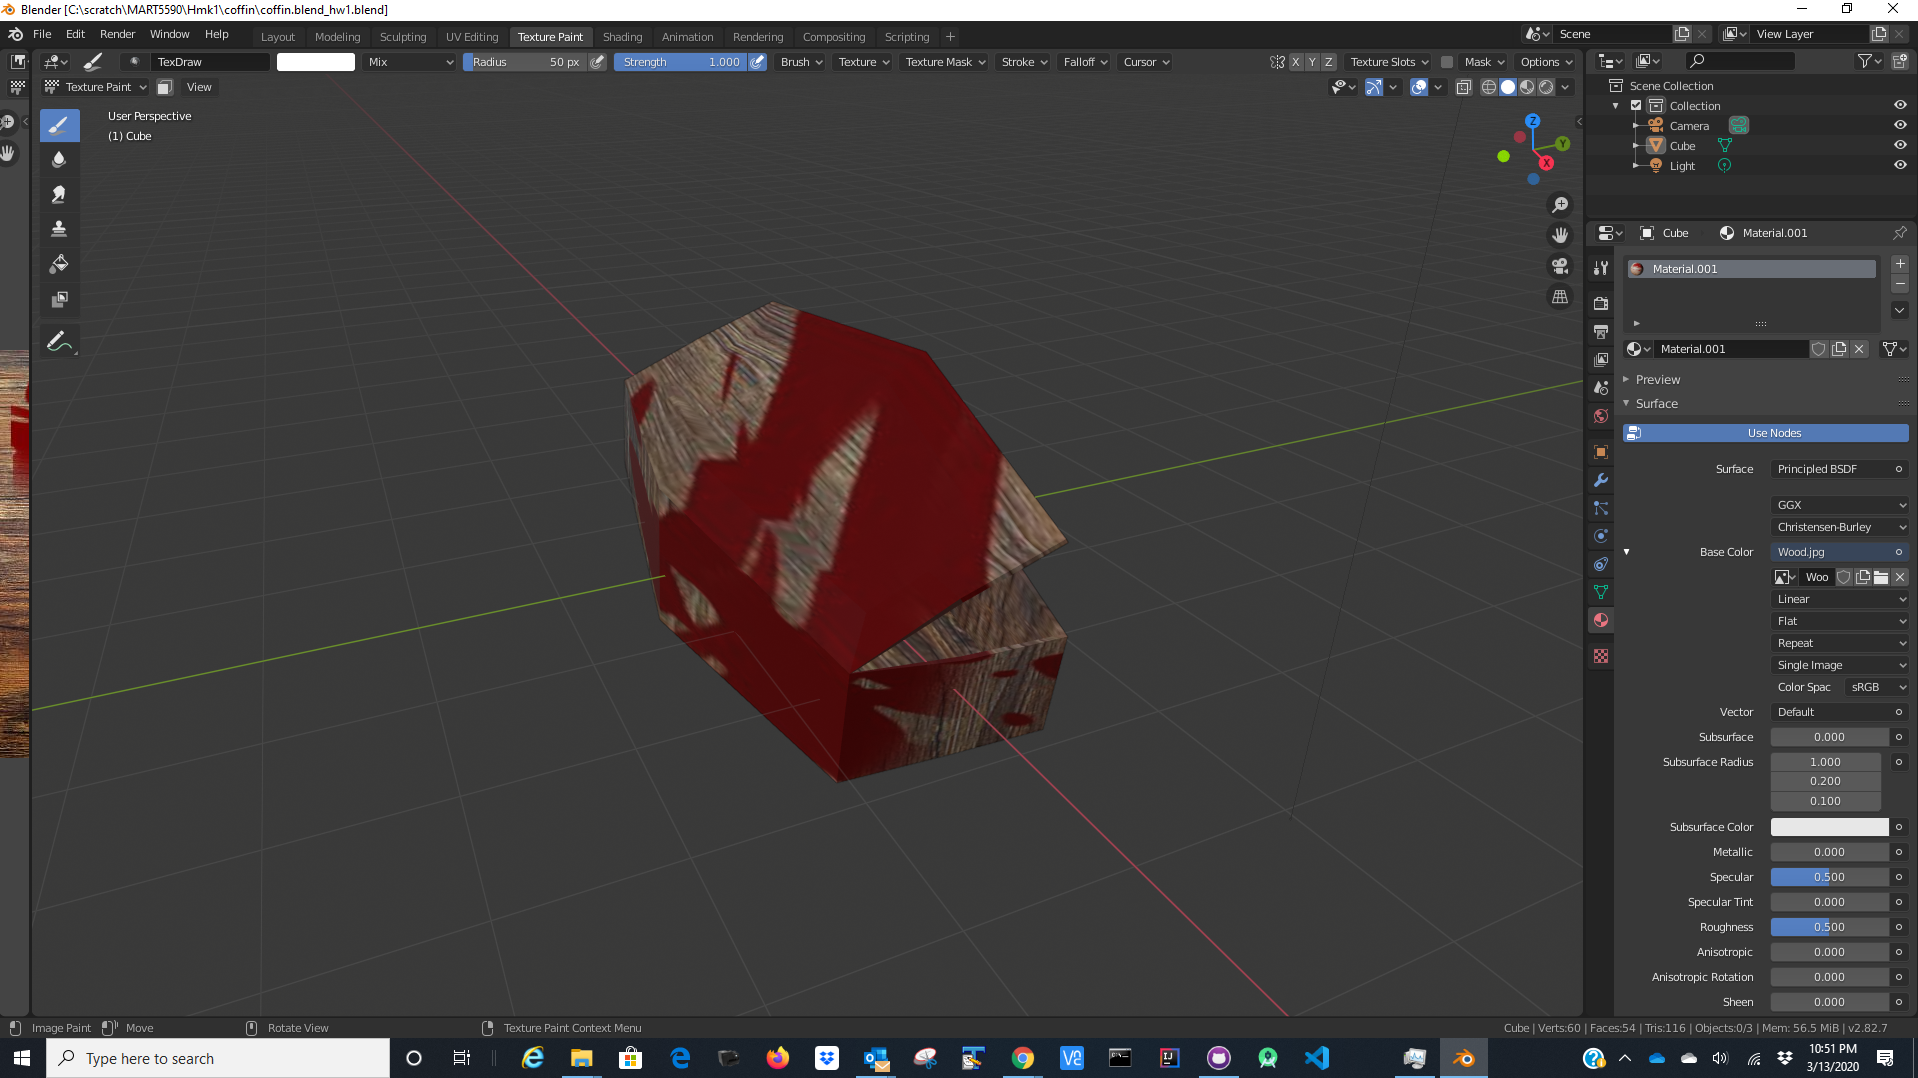 Blender [C:\scratch\MART5590\Hmk1\coffin\coffin.blend_hw1.blend]
File Edit Render Window Help
Layout Modeling Sculpting UV Editing Texture Paint Shading Animation Rendering Compositing Scripting +
Scene
View Layer
TexDraw
Mix
Radius 50 px
Strength 1.000
Brush Texture Texture Mask Stroke Falloff Cursor
X Y Z
Texture Slots Mask Options
Texture Paint
View
User Perspective
(1) Cube
Z
Y
X
Scene Collection
Collection
Camera
Cube
Light
Cube Material.001
Material.001
Material.001
Preview
Surface
Use Nodes
Surface Principled BSDF
GGX
Christensen-Burley
Base Color Wood.jpg
Woo
Linear
Flat
Repeat
Single Image
Color Spac sRGB
Vector Default
Subsurface 0.000
Subsurface Radius 1.000
0.200
0.100
Subsurface Color
Metallic 0.000
Specular 0.500
Specular Tint 0.000
Roughness 0.500
Anisotropic 0.000
Anisotropic Rotation 0.000
Sheen 0.000
Image Paint Move Rotate View Texture Paint Context Menu
Cube | Verts:60 | Faces:54 | Tris:116 | Objects:0/3 | Mem: 56.5 MiB | v2.82.7
Type here to search
10:51 PM
3/13/2020